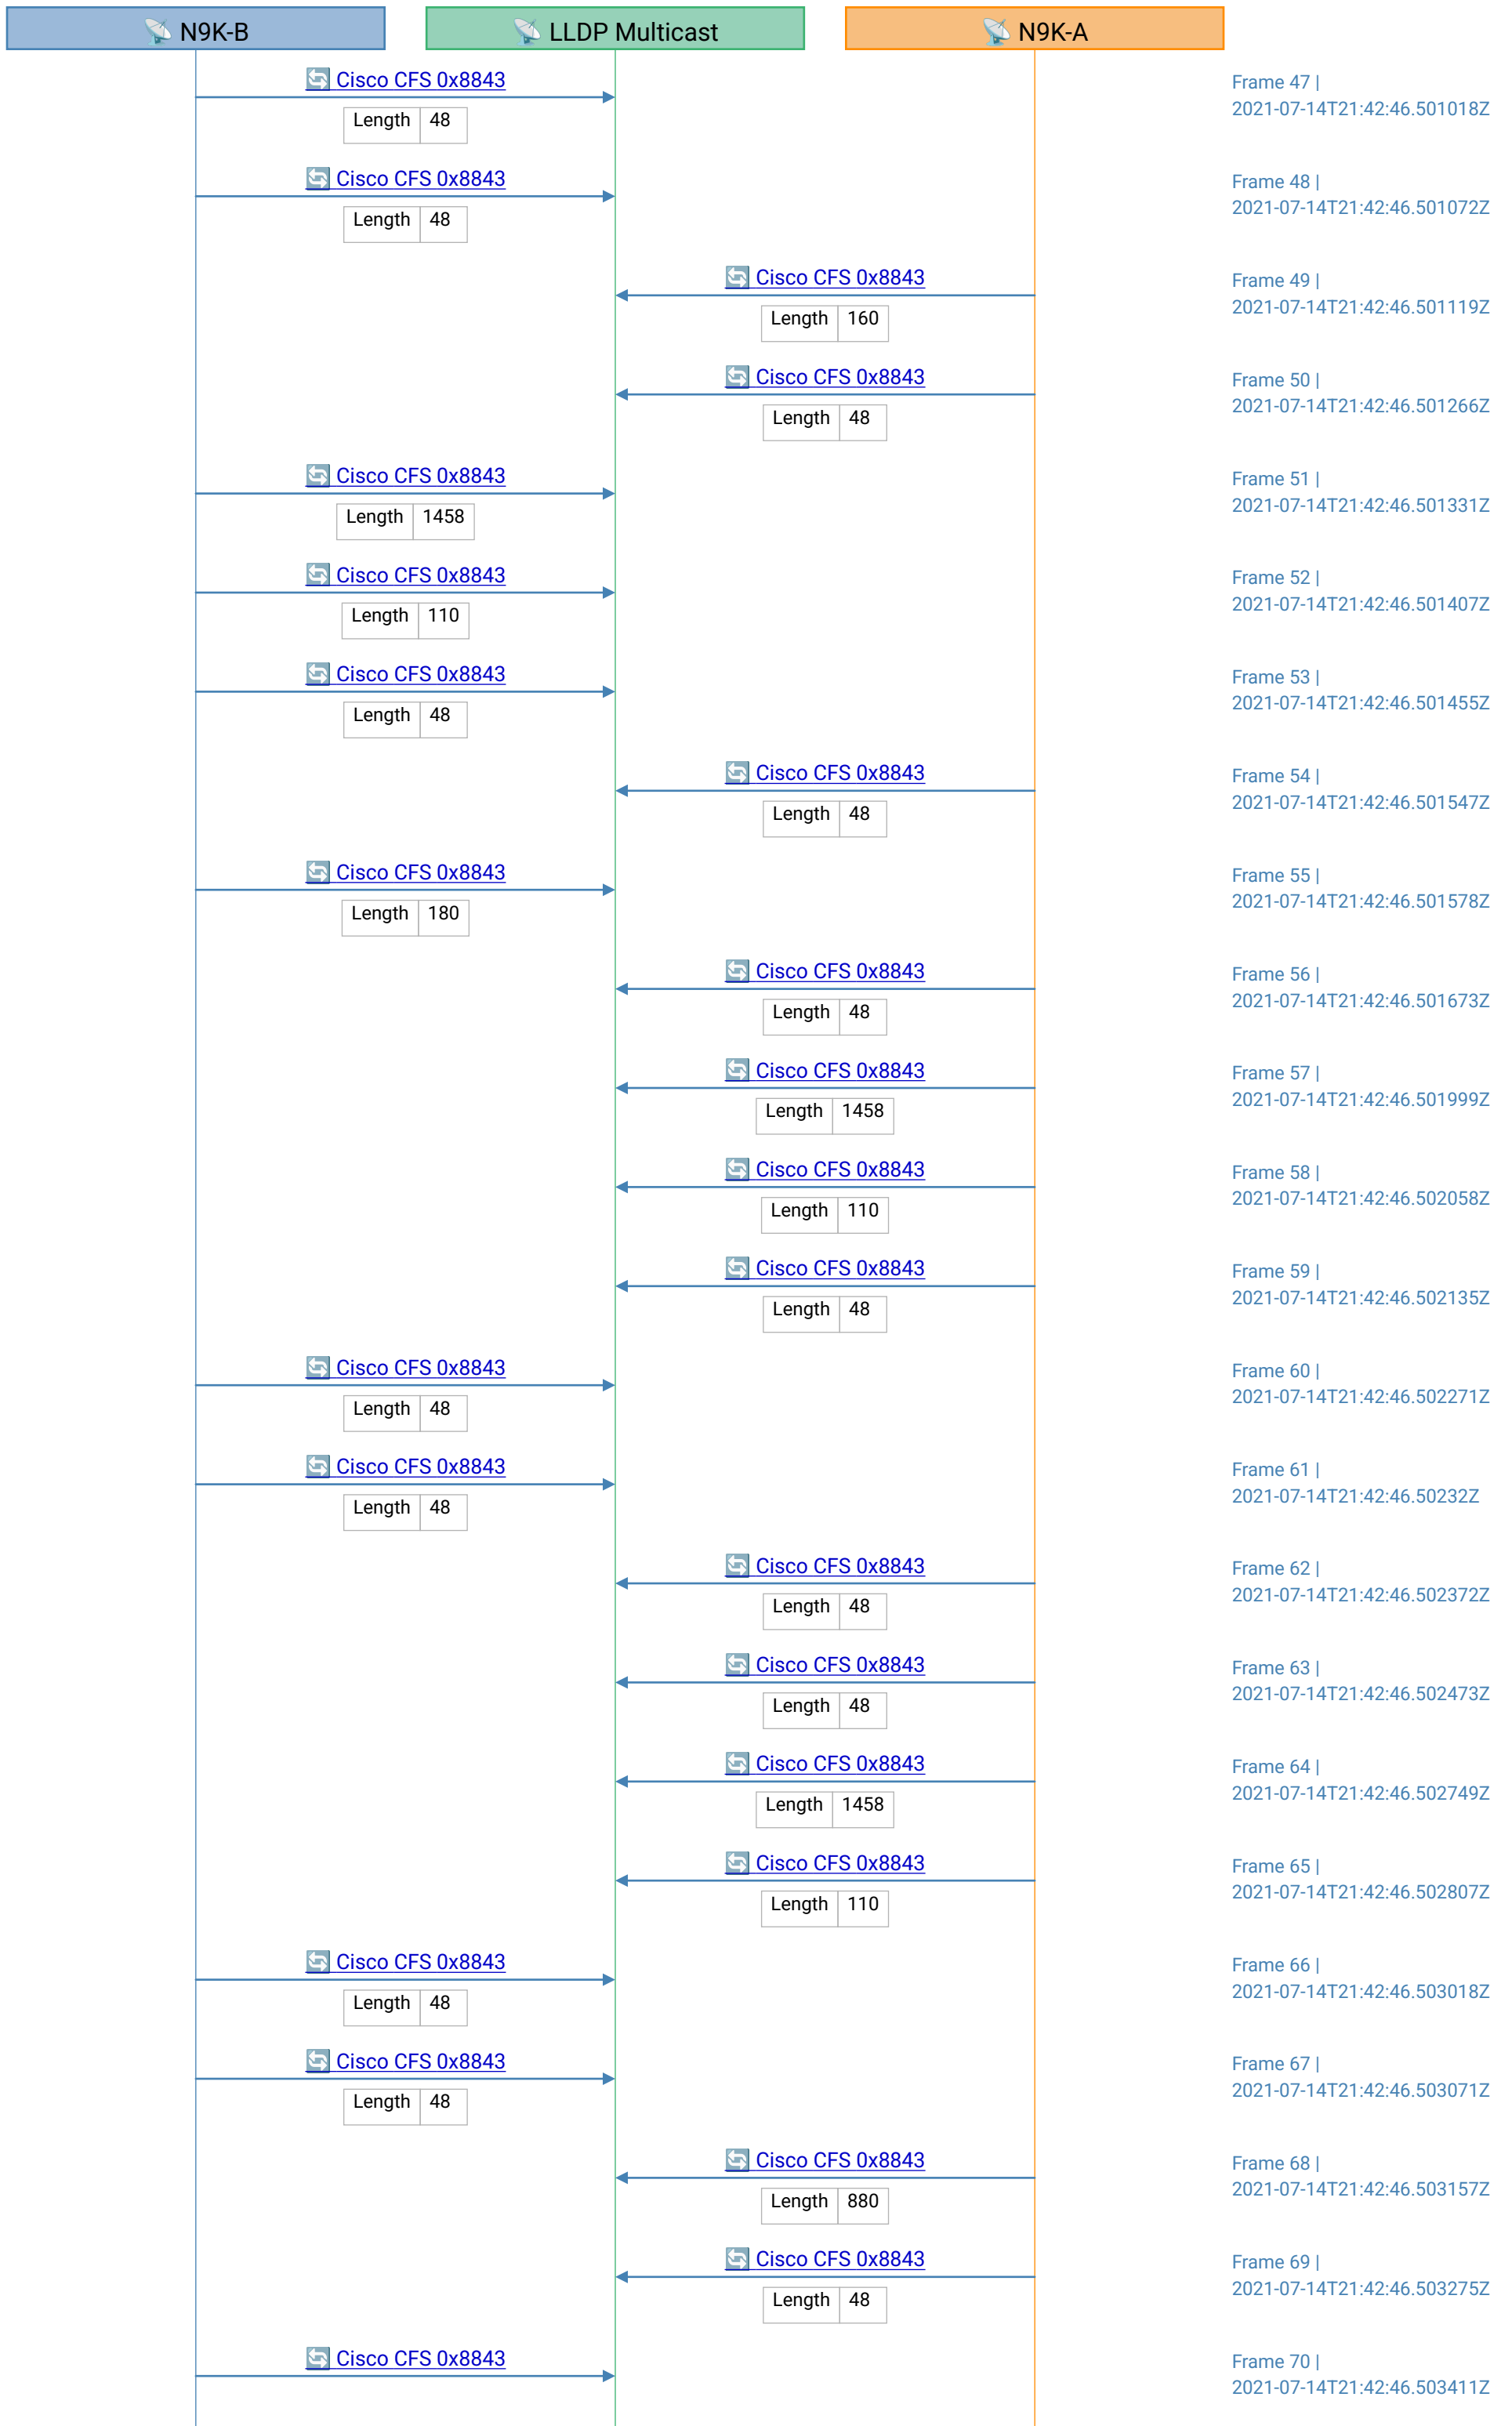 N9K-B
LLDP Multicast
N9K-A
Cisco CFS 0x8843
Frame 47 |
2021-07-14T21:42:46.501018Z
Length 48
Cisco CFS 0x8843
Frame 48 |
2021-07-14T21:42:46.501072Z
Length 48
Cisco CFS 0x8843
Frame 49 |
2021-07-14T21:42:46.501119Z
Length 160
Cisco CFS 0x8843
Frame 50 |
2021-07-14T21:42:46.501266Z
Length 48
Cisco CFS 0x8843
Frame 51 |
2021-07-14T21:42:46.501331Z
Length 1458
Cisco CFS 0x8843
Frame 52 |
2021-07-14T21:42:46.501407Z
Length 110
Cisco CFS 0x8843
Frame 53 |
2021-07-14T21:42:46.501455Z
Length 48
Cisco CFS 0x8843
Frame 54 |
2021-07-14T21:42:46.501547Z
Length 48
Cisco CFS 0x8843
Frame 55 |
2021-07-14T21:42:46.501578Z
Length 180
Cisco CFS 0x8843
Frame 56 |
2021-07-14T21:42:46.501673Z
Length 48
Cisco CFS 0x8843
Frame 57 |
2021-07-14T21:42:46.501999Z
Length 1458
Cisco CFS 0x8843
Frame 58 |
2021-07-14T21:42:46.502058Z
Length 110
Cisco CFS 0x8843
Frame 59 |
2021-07-14T21:42:46.502135Z
Length 48
Cisco CFS 0x8843
Frame 60 |
2021-07-14T21:42:46.502271Z
Length 48
Cisco CFS 0x8843
Frame 61 |
2021-07-14T21:42:46.50232Z
Length 48
Cisco CFS 0x8843
Frame 62 |
2021-07-14T21:42:46.502372Z
Length 48
Cisco CFS 0x8843
Frame 63 |
2021-07-14T21:42:46.502473Z
Length 48
Cisco CFS 0x8843
Frame 64 |
2021-07-14T21:42:46.502749Z
Length 1458
Cisco CFS 0x8843
Frame 65 |
2021-07-14T21:42:46.502807Z
Length 110
Cisco CFS 0x8843
Frame 66 |
2021-07-14T21:42:46.503018Z
Length 48
Cisco CFS 0x8843
Frame 67 |
2021-07-14T21:42:46.503071Z
Length 48
Cisco CFS 0x8843
Frame 68 |
2021-07-14T21:42:46.503157Z
Length 880
Cisco CFS 0x8843
Frame 69 |
2021-07-14T21:42:46.503275Z
Length 48
Cisco CFS 0x8843
Frame 70 |
2021-07-14T21:42:46.503411Z